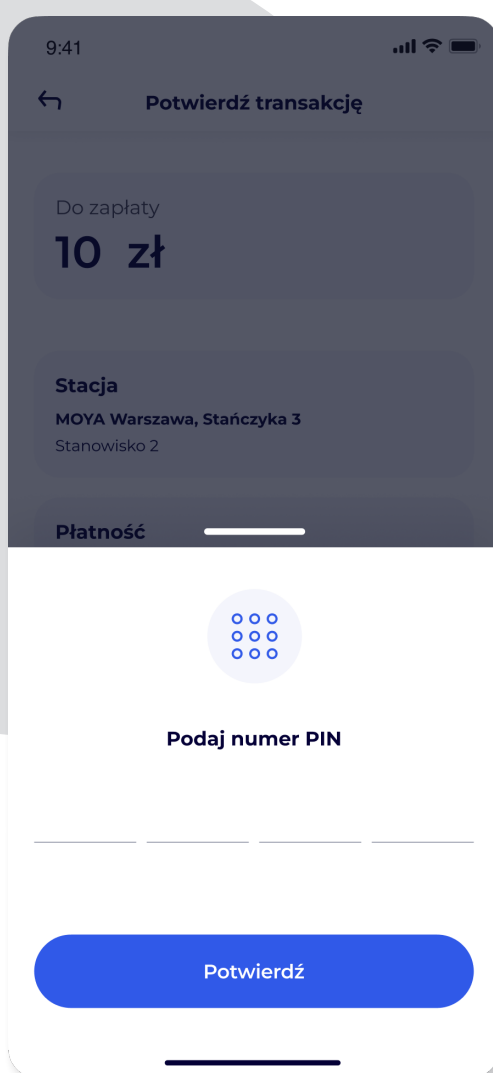 9:41
Potwierdź transakcję
Do zapłaty
10 zł
Stacja
MOYA Warszawa, Stańczyka 3
Stanowisko 2
Płatność
Podaj numer PIN
Potwierdź